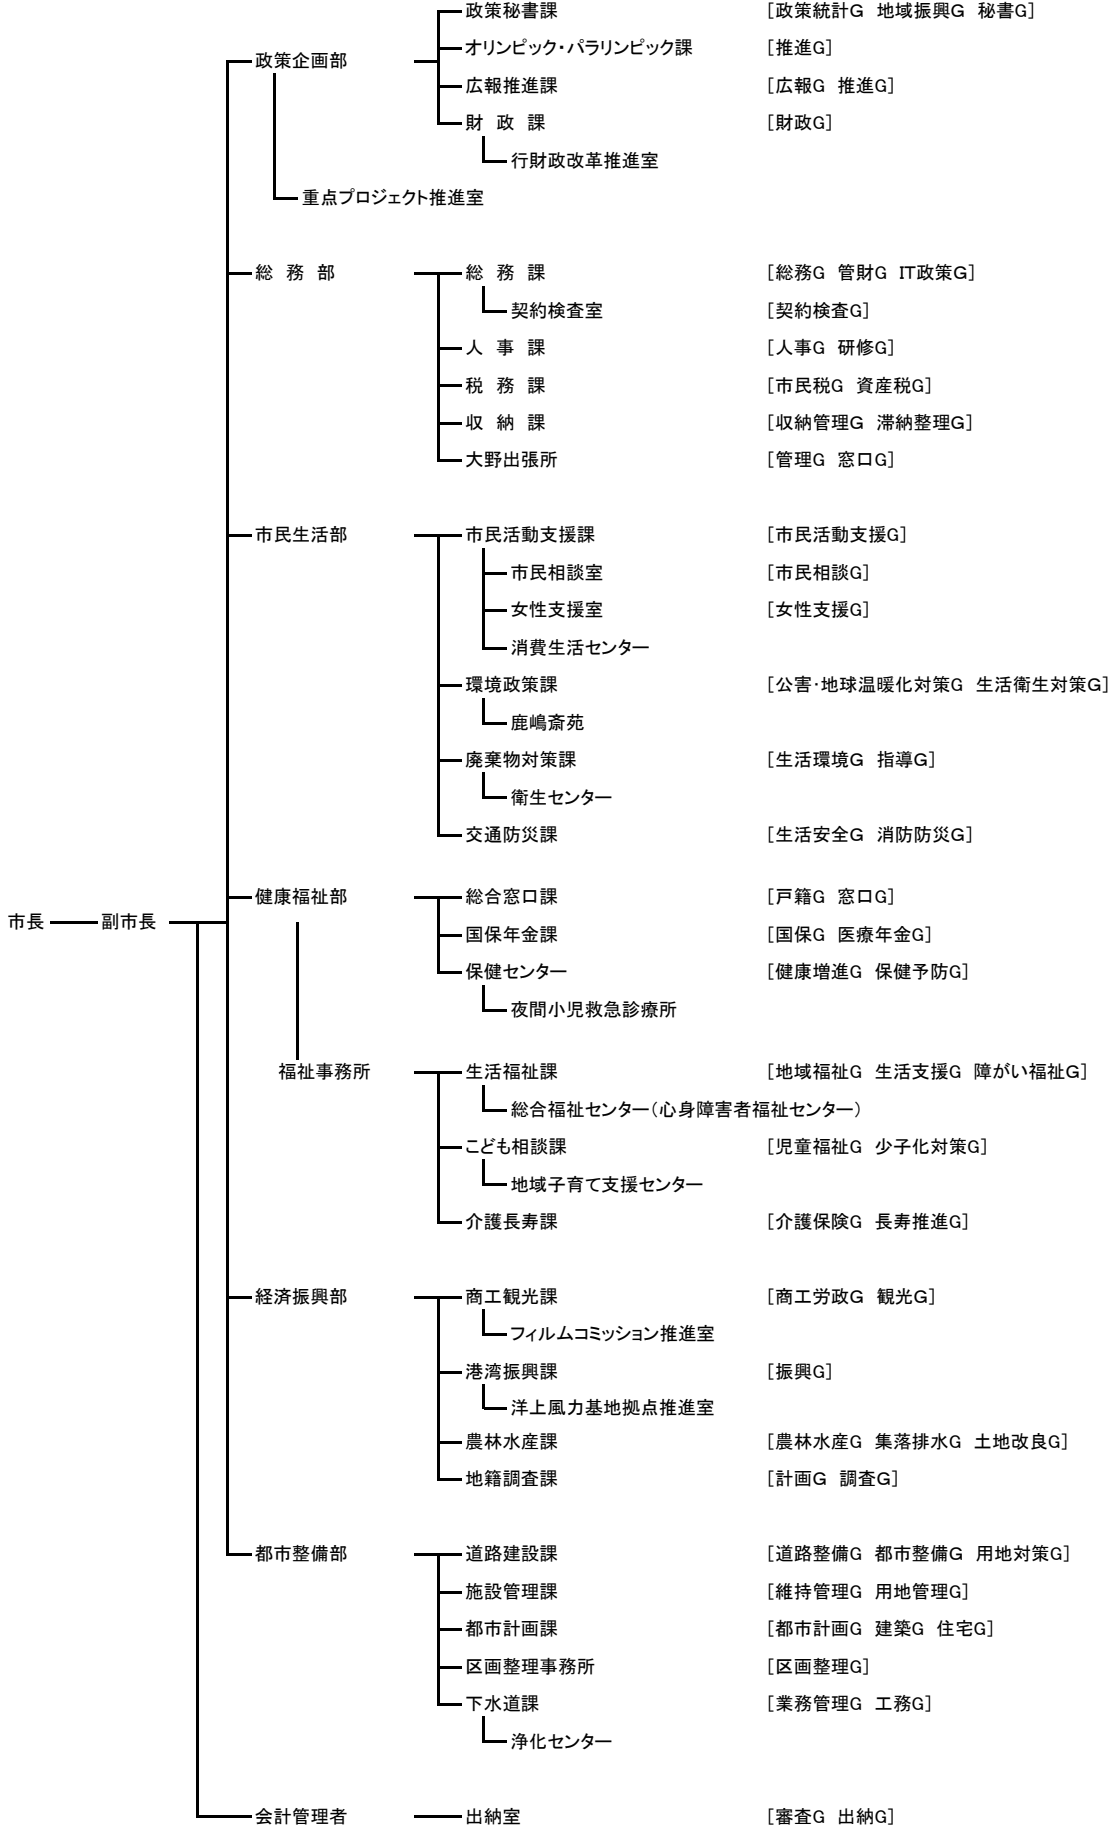 政策秘書課 [政策統計G 地域振興G 秘書G]
オリンピック・パラリンピック課 [推進G]
政策企画部
広報推進課 [広報G 推進G]
財 政 課 [財政G]
行財政改革推進室
重点プロジェクト推進室
総 務 部 総 務 課 [総務G 管財G IT政策G]
契約検査室 [契約検査G]
人 事 課 [人事G 研修G]
税 務 課 [市民税G 資産税G]
収 納 課 [収納管理G 滞納整理G]
大野出張所 [管理G 窓口G]
市民生活部 市民活動支援課 [市民活動支援G]
市民相談室 [市民相談G]
女性支援室 [女性支援G]
消費生活センター
環境政策課 [公害・地球温暖化対策G 生活衛生対策G]
鹿嶋斎苑
廃棄物対策課 [生活環境G 指導G]
衛生センター
交通防災課 [生活安全G 消防防災G]
健康福祉部 総合窓口課 [戸籍G 窓口G]
市長 副市長
国保年金課 [国保G 医療年金G]
保健センター [健康増進G 保健予防G]
夜間小児救急診療所
福祉事務所 生活福祉課 [地域福祉G 生活支援G 障がい福祉G]
総合福祉センター(心身障害者福祉センター)
こども相談課 [児童福祉G 少子化対策G]
地域子育て支援センター
介護長寿課 [介護保険G 長寿推進G]
経済振興部 商工観光課 [商工労政G 観光G]
フィルムコミッション推進室
港湾振興課 [振興G]
洋上風力基地拠点推進室
農林水産課 [農林水産G 集落排水G 土地改良G]
地籍調査課 [計画G 調査G]
都市整備部 道路建設課 [道路整備G 都市整備G 用地対策G]
施設管理課 [維持管理G 用地管理G]
都市計画課 [都市計画G 建築G 住宅G]
区画整理事務所 [区画整理G]
下水道課 [業務管理G 工務G]
浄化センター
会計管理者 出納室 [審査G 出納G]